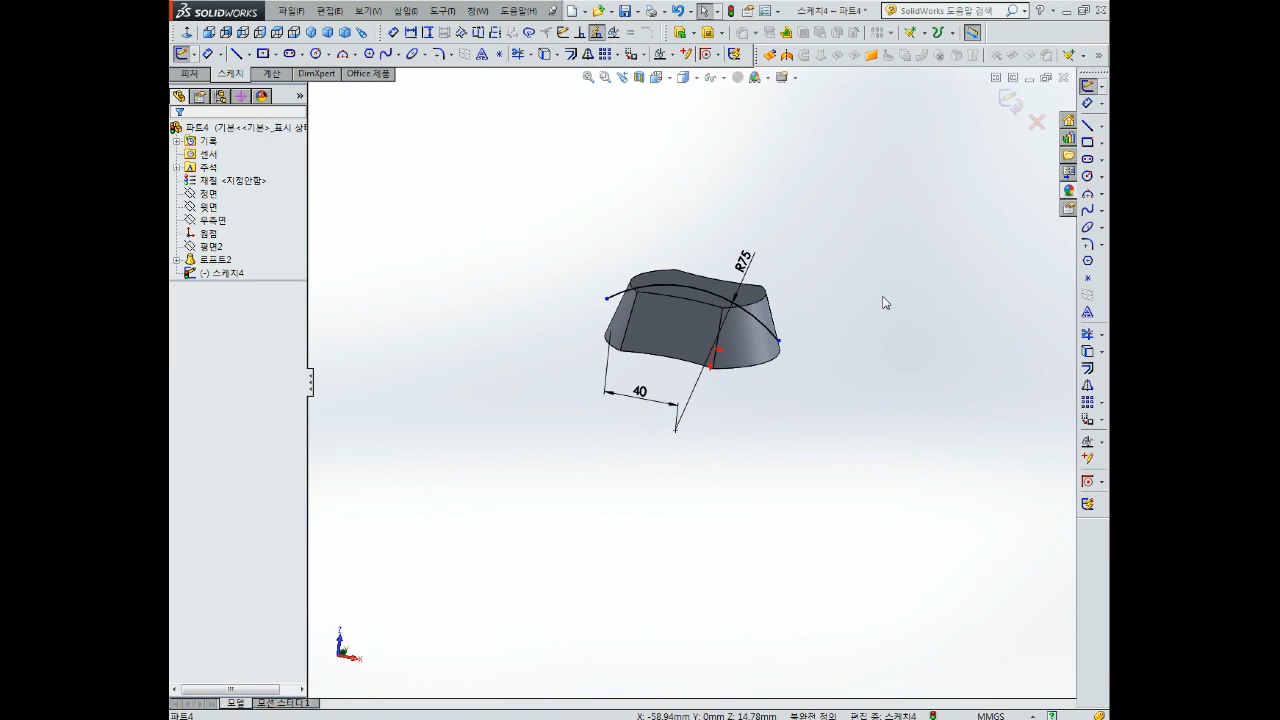 SOLIDWORKS 파일(F) 편집(E) 보기(V) 삽입(I) 도구(T) 창(W) 도움말(H) 스케치4 ← 파트4 * SolidWorks 도움말 검색
피처 스케치 계산 DimXpert Office 제품
파트4 (기본<<기본>_표시 상태
기록
센서
주석
재질 <지정안함>
정면
윗면
우측면
원점
평면2
로프트2
(-) 스케치4
R75
40
Z
X
모델 모션 스터디 1
파트4 X: -58.94mm Y: 0mm Z: 14.78mm 불완전 정의 편집 중: 스케치4 MMGS